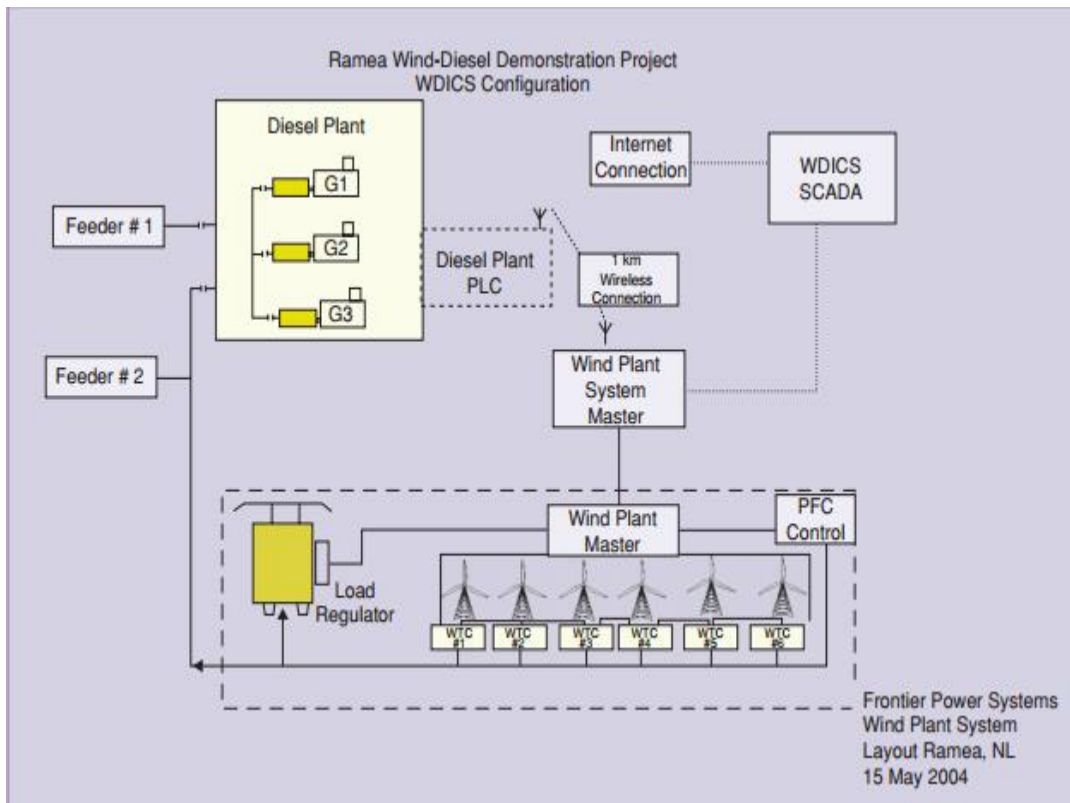 Ramea Wind-Diesel Demonstration Project
WDICS Configuration
Diesel Plant
G1
G2
G3
Feeder # 1
Feeder # 2
Diesel Plant
PLC
Internet
Connection
WDICS
SCADA
1 km
Wireless
Connection
Wind Plant
System
Master
Wind Plant
Master
PFC
Control
Load
Regulator
WTC
#1
WTC
#2
WTC
#3
WTC
#4
WTC
#5
WTC
#6
Frontier Power Systems
Wind Plant System
Layout Ramea, NL
15 May 2004